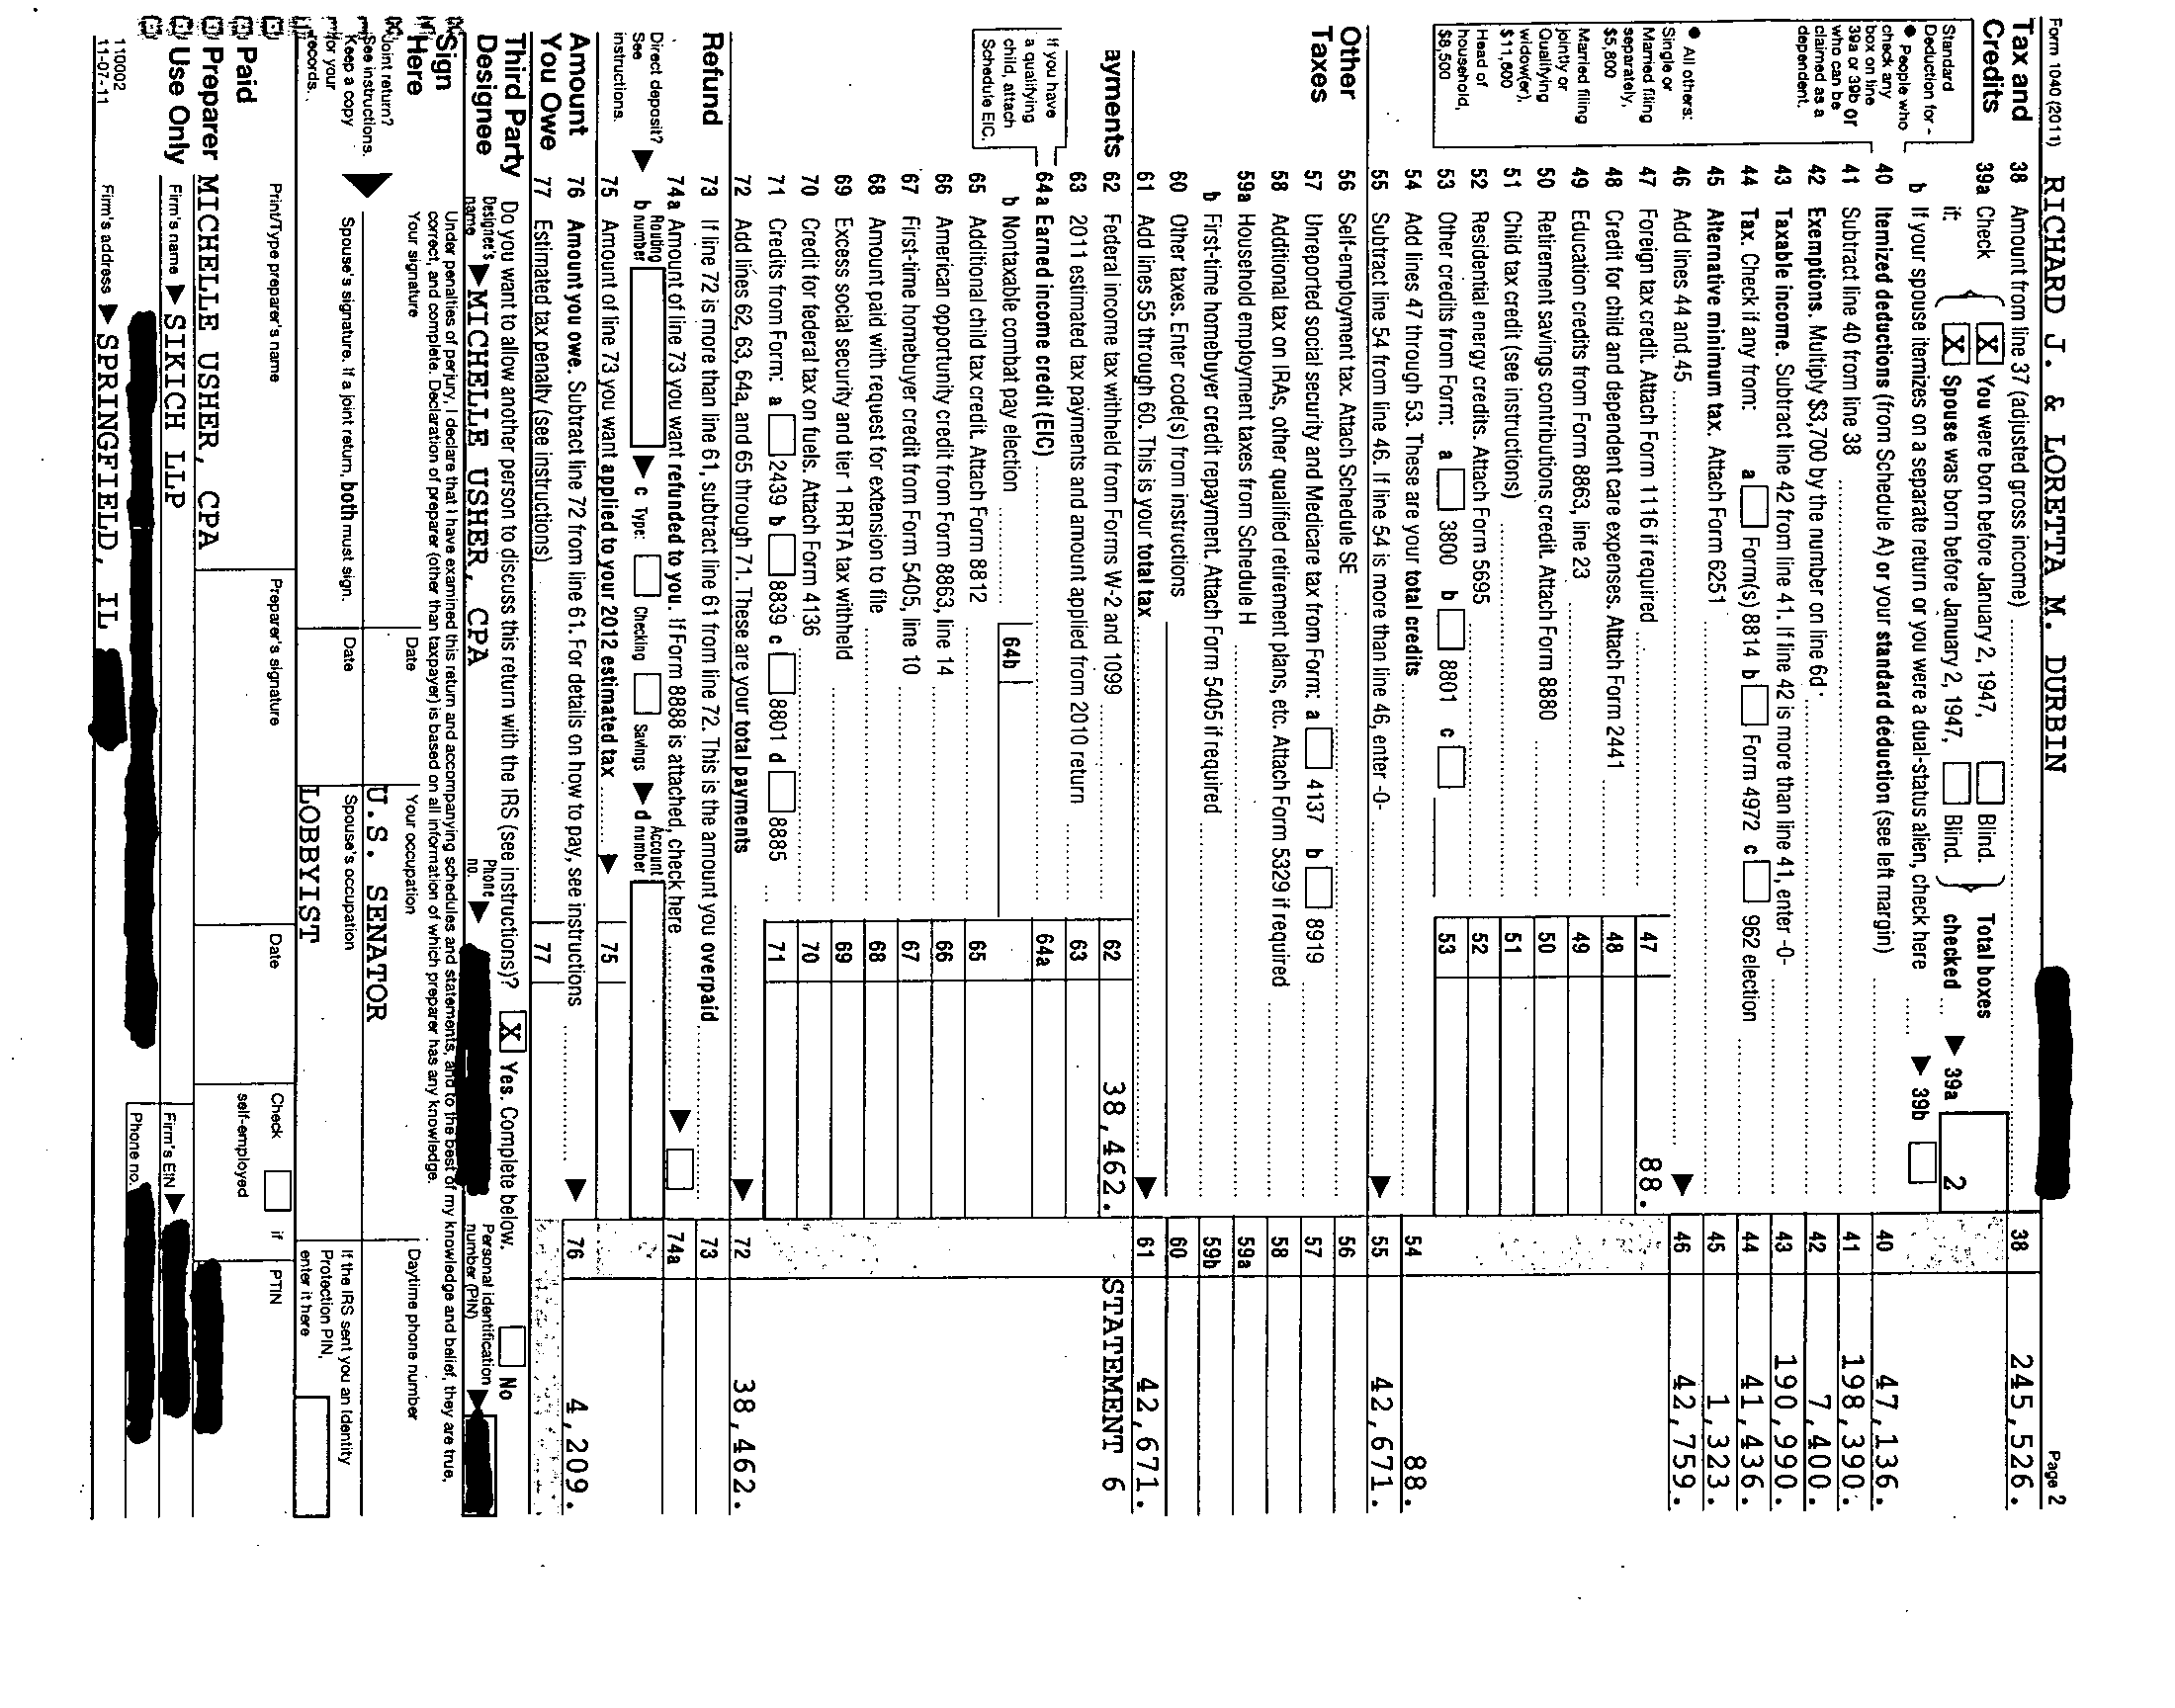 Form 1040 (2011) RICHARD J. & LORETTA M. DURBIN Page 2
Tax and Credits
38 Amount from line 37 (adjusted gross income) 38 245,526.
39a Check if: { X You were born before January 2, 1947, Blind. } Total boxes
X Spouse was born before January 2, 1947, Blind. checked ... ▶ 39a 2
b If your spouse itemizes on a separate return or you were a dual-status alien, check here ▶ 39b
Standard Deduction for -
● People who check any box on line 39a or 39b or who can be claimed as a dependent.
● All others:
Single or Married filing separately, $5,800
Married filing jointly or Qualifying widow(er), $11,600
Head of household, $8,500
40 Itemized deductions (from Schedule A) or your standard deduction (see left margin) 40 47,136.
41 Subtract line 40 from line 38 41 198,390.
42 Exemptions. Multiply $3,700 by the number on line 6d 42 7,400.
43 Taxable income. Subtract line 42 from line 41. If line 42 is more than line 41, enter -0- 43 190,990.
44 Tax. Check if any from: a Form(s) 8814 b Form 4972 c 962 election 44 41,436.
45 Alternative minimum tax. Attach Form 6251 45 1,323.
46 Add lines 44 and 45 ▶ 46 42,759.
47 Foreign tax credit. Attach Form 1116 if required 47 88.
48 Credit for child and dependent care expenses. Attach Form 2441 48
49 Education credits from Form 8863, line 23 49
50 Retirement savings contributions credit. Attach Form 8880 50
51 Child tax credit (see instructions) 51
52 Residential energy credits. Attach Form 5695 52
53 Other credits from Form: a 3800 b 8801 c 53
54 Add lines 47 through 53. These are your total credits 54 88.
55 Subtract line 54 from line 46. If line 54 is more than line 46, enter -0- ▶ 55 42,671.
Other Taxes
56 Self-employment tax. Attach Schedule SE 56
57 Unreported social security and Medicare tax from Form: a 4137 b 8919 57
58 Additional tax on IRAs, other qualified retirement plans, etc. Attach Form 5329 if required 58
59a Household employment taxes from Schedule H 59a
b First-time homebuyer credit repayment. Attach Form 5405 if required 59b
60 Other taxes. Enter code(s) from instructions 60
61 Add lines 55 through 60. This is your total tax ▶ 61 42,671.
ayments 62 Federal income tax withheld from Forms W-2 and 1099 62 38,462. STATEMENT 6
63 2011 estimated tax payments and amount applied from 2010 return 63
If you have a qualifying child, attach Schedule EIC.
64a Earned income credit (EIC) 64a
b Nontaxable combat pay election 64b
65 Additional child tax credit. Attach Form 8812 65
66 American opportunity credit from Form 8863, line 14 66
67 First-time homebuyer credit from Form 5405, line 10 67
68 Amount paid with request for extension to file 68
69 Excess social security and tier 1 RRTA tax withheld 69
70 Credit for federal tax on fuels. Attach Form 4136 70
71 Credits from Form: a 2439 b 8839 c 8801 d 8885 71
72 Add lines 62, 63, 64a, and 65 through 71. These are your total payments ▶ 72 38,462.
Refund
73 If line 72 is more than line 61, subtract line 61 from line 72. This is the amount you overpaid 73
74a Amount of line 73 you want refunded to you. If Form 8888 is attached, check here ▶ 74a
Direct deposit? See instructions. ▶ b Routing number ▶ c Type: Checking Savings ▶ d Account number
75 Amount of line 73 you want applied to your 2012 estimated tax ▶ 75
Amount You Owe
76 Amount you owe. Subtract line 72 from line 61. For details on how to pay, see instructions ▶ 76 4,209.
77 Estimated tax penalty (see instructions) 77
Third Party Designee
Do you want to allow another person to discuss this return with the IRS (see instructions)? X Yes. Complete below. No
Designee's name ▶ MICHELLE USHER, CPA Phone no. ▶ Personal identification number (PIN) ▶
Sign Here
Under penalties of perjury, I declare that I have examined this return and accompanying schedules and statements, and to the best of my knowledge and belief, they are true,
correct, and complete. Declaration of preparer (other than taxpayer) is based on all information of which preparer has any knowledge.
Joint return? See instructions. Keep a copy for your records.
Your signature Date Your occupation Daytime phone number
U.S. SENATOR
Spouse's signature. If a joint return, both must sign. Date Spouse's occupation If the IRS sent you an Identity Protection PIN, enter it here
LOBBYIST
Paid Preparer Use Only
Print/Type preparer's name Preparer's signature Date Check if self-employed PTIN
MICHELLE USHER, CPA
Firm's name ▶ SIKICH LLP Firm's EIN ▶
Phone no.
Firm's address ▶ SPRINGFIELD, IL
110002
11-07-11